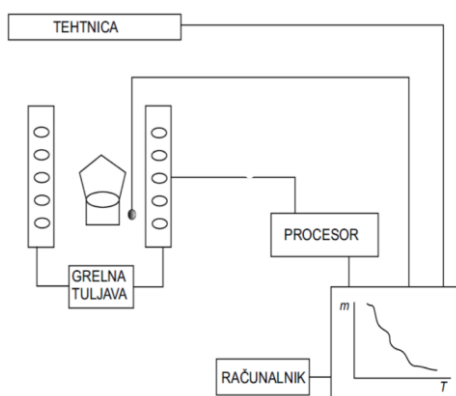 TEHTNICA
GRELNA
TULJAVA
PROCESOR
m
T
RAČUNALNIK